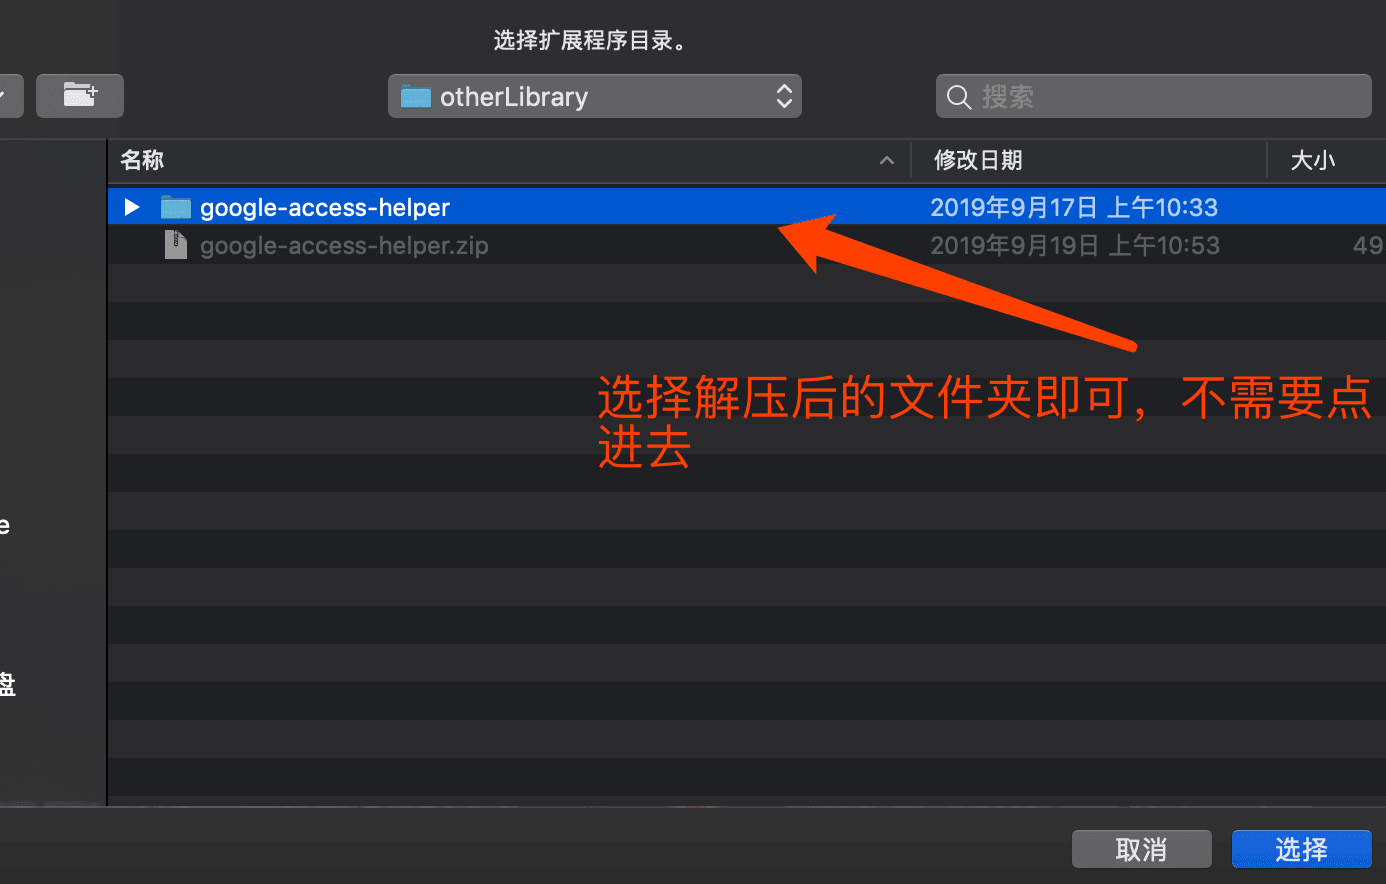 选择扩展程序目录。
otherLibrary
搜索
名称
修改日期
大小
google-access-helper
2019年9月17日 上午10:33
google-access-helper.zip
2019年9月19日 上午10:53
49
选择解压后的文件夹即可，不需要点
进去
e
盘
取消
选择